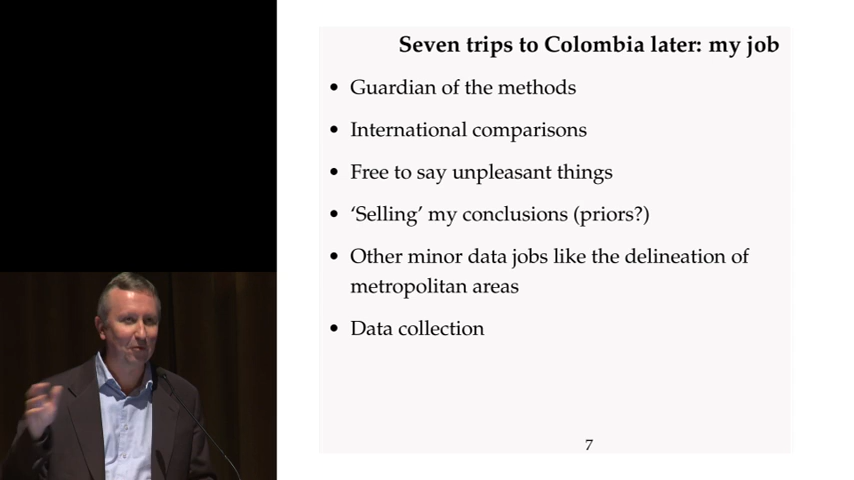 Seven trips to Colombia later: my job
• Guardian of the methods
• International comparisons
• Free to say unpleasant things
• ‘Selling’ my conclusions (priors?)
• Other minor data jobs like the delineation of
metropolitan areas
• Data collection
7